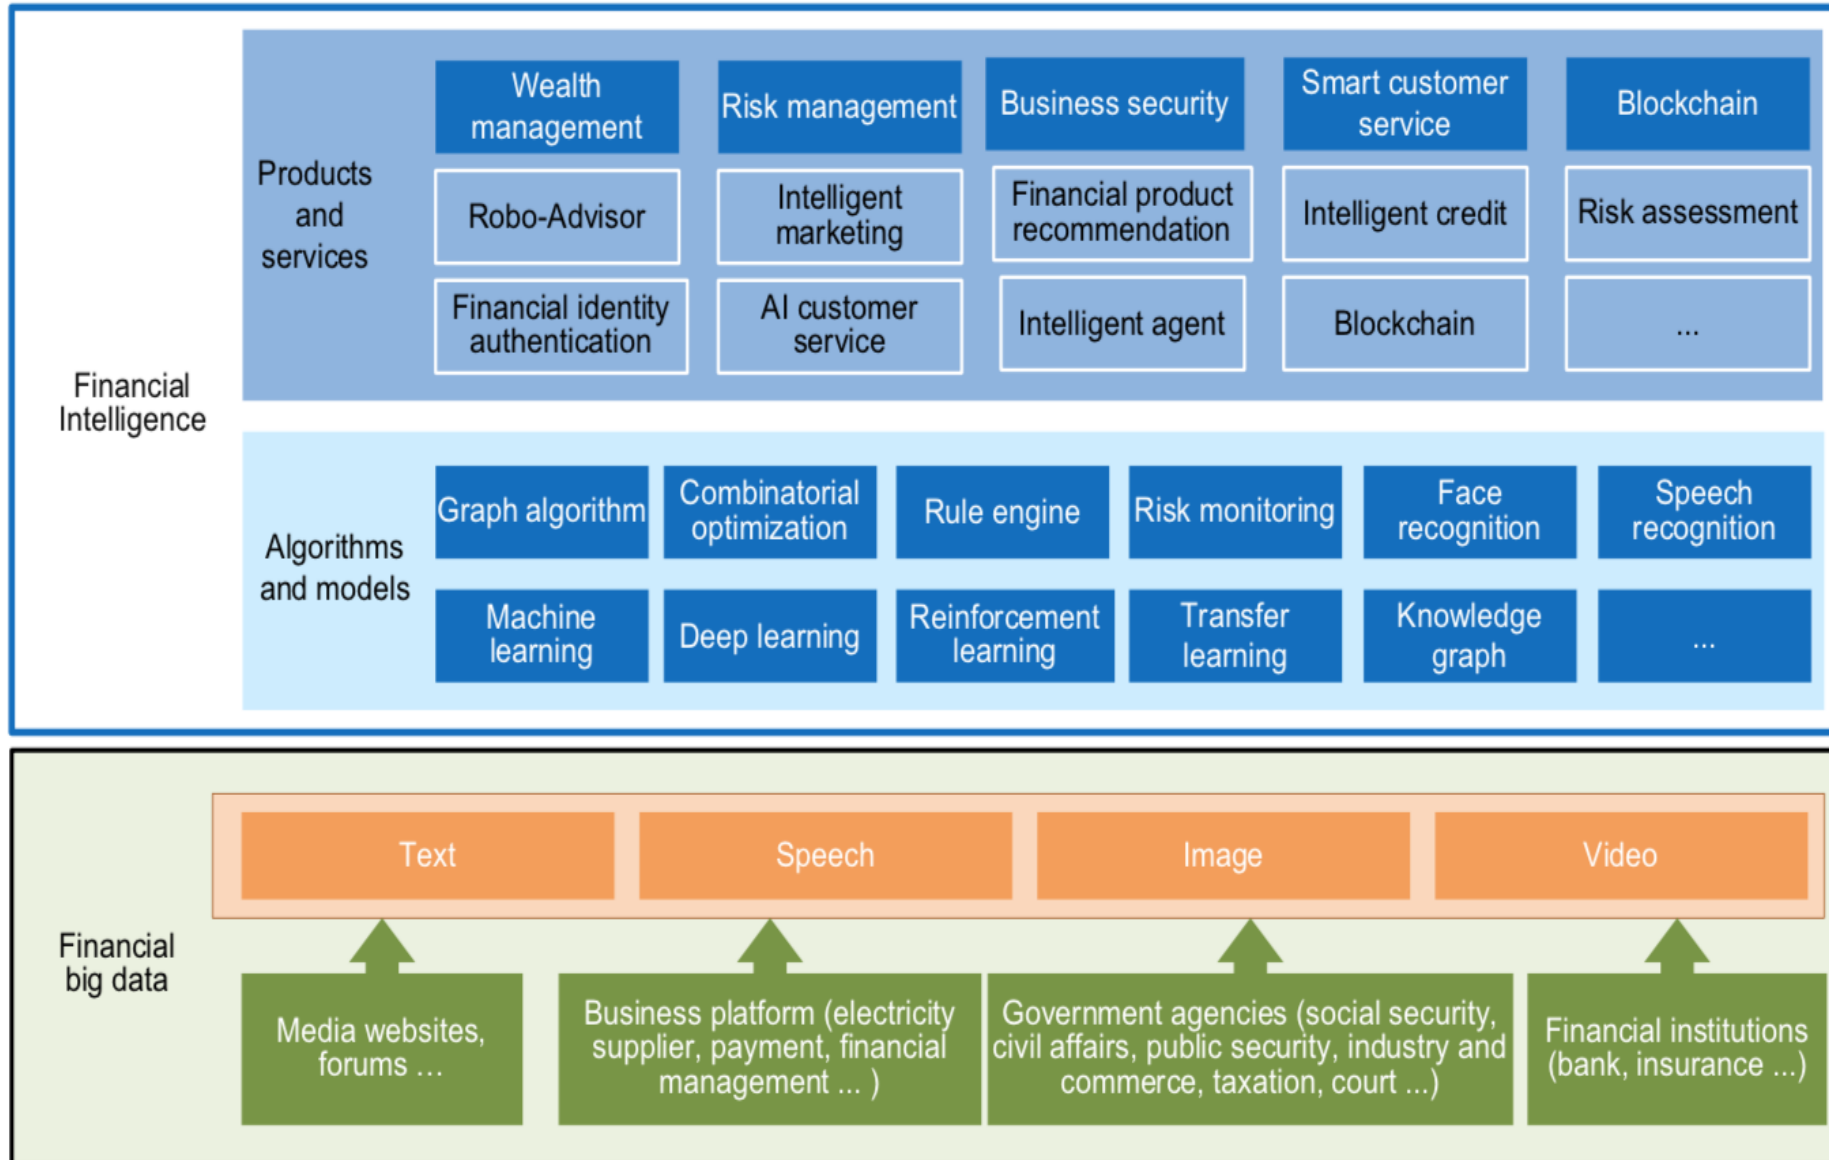 Financial
Intelligence
Products
and
services
Wealth
management
Risk management
Business security
Smart customer
service
Blockchain
Robo-Advisor
Intelligent
marketing
Financial product
recommendation
Intelligent credit
Risk assessment
Financial identity
authentication
AI customer
service
Intelligent agent
Blockchain
...
Algorithms
and models
Graph algorithm
Combinatorial
optimization
Rule engine
Risk monitoring
Face
recognition
Speech
recognition
Machine
learning
Deep learning
Reinforcement
learning
Transfer
learning
Knowledge
graph
...
Financial
big data
Text
Speech
Image
Video
Media websites,
forums ...
Business platform (electricity
supplier, payment, financial
management ... )
Government agencies (social security,
civil affairs, public security, industry and
commerce, taxation, court ...)
Financial institutions
(bank, insurance ...)